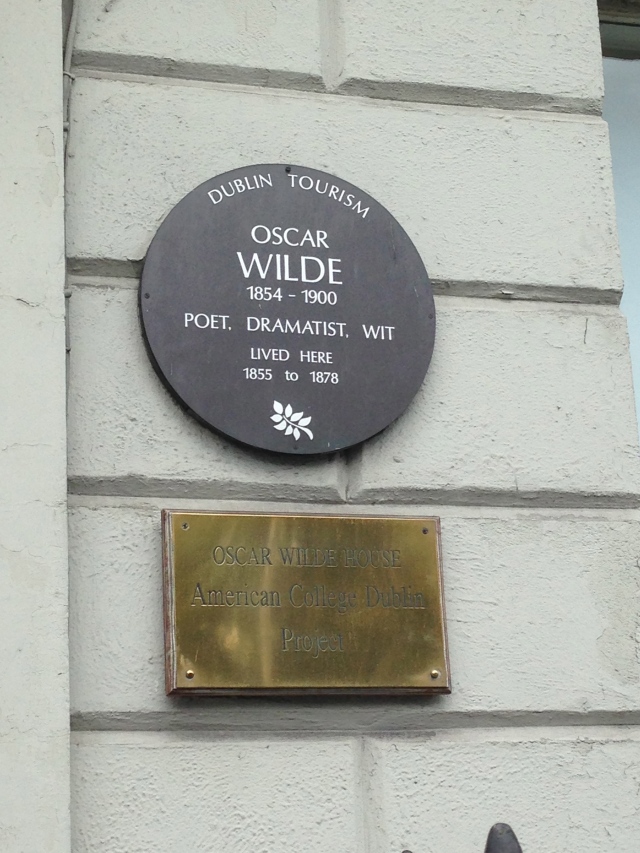 DUBLIN TOURISM
OSCAR
WILDE
1854 - 1900
POET, DRAMATIST, WIT
LIVED HERE
1855 to 1878
OSCAR WILDE HOUSE
American College Dublin
Project